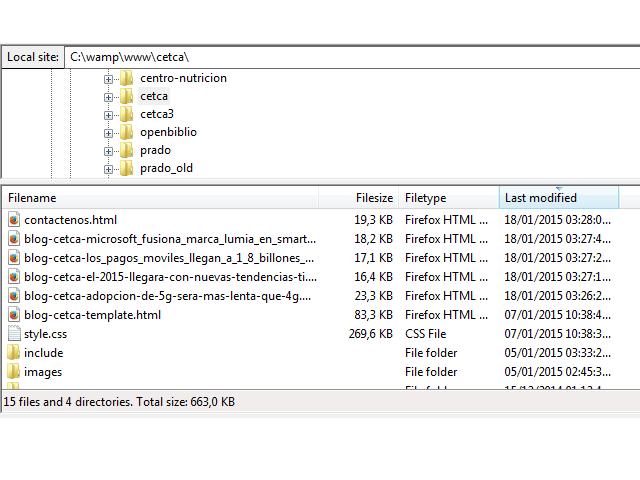 Local site: C:\wamp\www\cetca\
centro-nutricion
cetca
cetca3
openbiblio
prado
prado_old
Filename Filesize Filetype Last modified
contactenos.html 19,3 KB Firefox HTML ... 18/01/2015 03:28:0...
blog-cetca-microsoft_fusiona_marca_lumia_en_smart... 18,2 KB Firefox HTML ... 18/01/2015 03:27:4...
blog-cetca-los_pagos_moviles_llegan_a_1_8_billones_... 17,1 KB Firefox HTML ... 18/01/2015 03:27:2...
blog-cetca-el-2015-llegara-con-nuevas-tendencias-ti.... 16,4 KB Firefox HTML ... 18/01/2015 03:27:1...
blog-cetca-adopcion-de-5g-sera-mas-lenta-que-4g.... 23,3 KB Firefox HTML ... 18/01/2015 03:26:2...
blog-cetca-template.html 83,3 KB Firefox HTML ... 07/01/2015 10:38:4...
style.css 269,6 KB CSS File 07/01/2015 10:38:3...
include File folder 05/01/2015 03:33:2...
images File folder 05/01/2015 02:45:3...
File folder
15 files and 4 directories. Total size: 663,0 KB